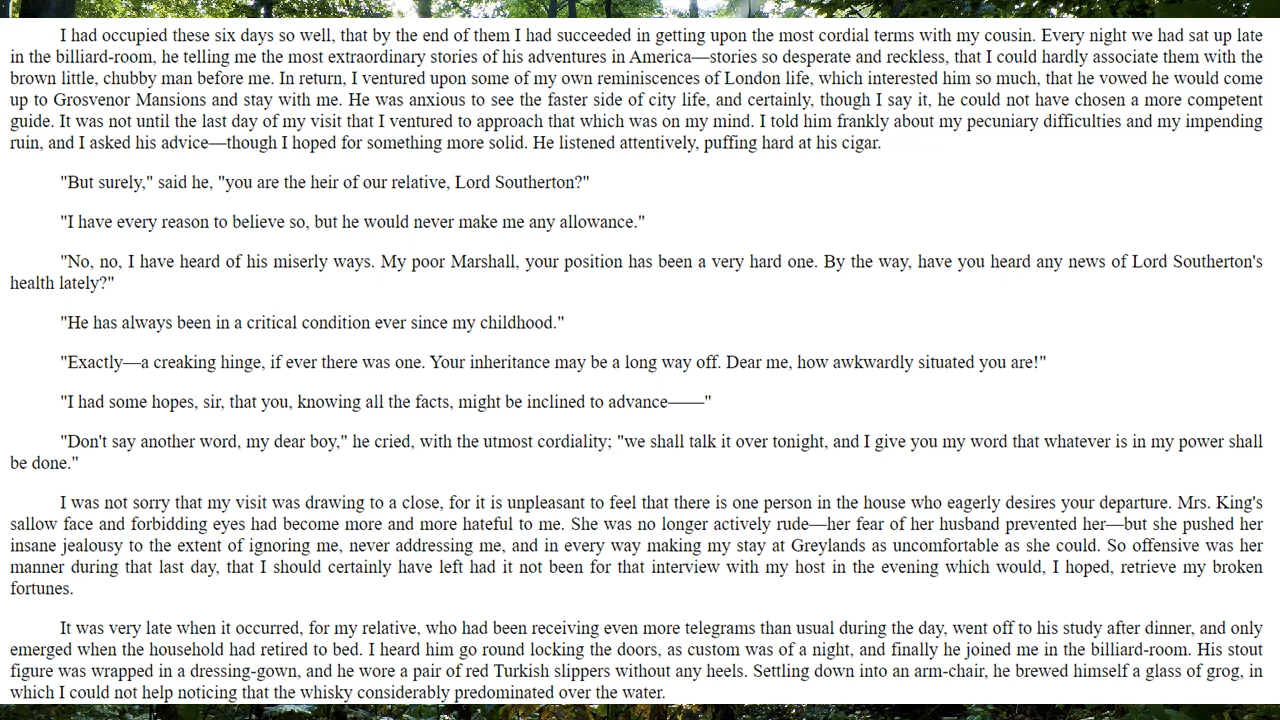 I had occupied these six days so well, that by the end of them I had succeeded in getting upon the most cordial terms with my cousin. Every night we had sat up late
in the billiard-room, he telling me the most extraordinary stories of his adventures in America—stories so desperate and reckless, that I could hardly associate them with the
brown little, chubby man before me. In return, I ventured upon some of my own reminiscences of London life, which interested him so much, that he vowed he would come
up to Grosvenor Mansions and stay with me. He was anxious to see the faster side of city life, and certainly, though I say it, he could not have chosen a more competent
guide. It was not until the last day of my visit that I ventured to approach that which was on my mind. I told him frankly about my pecuniary difficulties and my impending
ruin, and I asked his advice—though I hoped for something more solid. He listened attentively, puffing hard at his cigar.
"But surely," said he, "you are the heir of our relative, Lord Southerton?"
"I have every reason to believe so, but he would never make me any allowance."
"No, no, I have heard of his miserly ways. My poor Marshall, your position has been a very hard one. By the way, have you heard any news of Lord Southerton's
health lately?"
"He has always been in a critical condition ever since my childhood."
"Exactly—a creaking hinge, if ever there was one. Your inheritance may be a long way off. Dear me, how awkwardly situated you are!"
"I had some hopes, sir, that you, knowing all the facts, might be inclined to advance——"
"Don't say another word, my dear boy," he cried, with the utmost cordiality; "we shall talk it over tonight, and I give you my word that whatever is in my power shall
be done."
I was not sorry that my visit was drawing to a close, for it is unpleasant to feel that there is one person in the house who eagerly desires your departure. Mrs. King's
sallow face and forbidding eyes had become more and more hateful to me. She was no longer actively rude—her fear of her husband prevented her—but she pushed her
insane jealousy to the extent of ignoring me, never addressing me, and in every way making my stay at Greylands as uncomfortable as she could. So offensive was her
manner during that last day, that I should certainly have left had it not been for that interview with my host in the evening which would, I hoped, retrieve my broken
fortunes.
It was very late when it occurred, for my relative, who had been receiving even more telegrams than usual during the day, went off to his study after dinner, and only
emerged when the household had retired to bed. I heard him go round locking the doors, as custom was of a night, and finally he joined me in the billiard-room. His stout
figure was wrapped in a dressing-gown, and he wore a pair of red Turkish slippers without any heels. Settling down into an arm-chair, he brewed himself a glass of grog, in
which I could not help noticing that the whisky considerably predominated over the water.